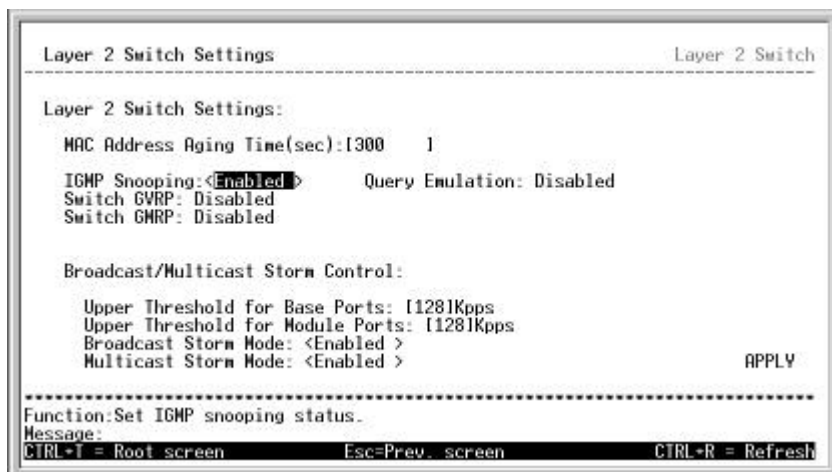 Layer 2 Switch Settings Layer 2 Switch
Layer 2 Switch Settings:
MAC Address Aging Time(sec):[300 ]
IGMP Snooping:<Enabled > Query Emulation: Disabled
Switch GVRP: Disabled
Switch GMRP: Disabled
Broadcast/Multicast Storm Control:
Upper Threshold for Base Ports: [128]Kpps
Upper Threshold for Module Ports: [128]Kpps
Broadcast Storm Mode: <Enabled >
Multicast Storm Mode: <Enabled > APPLY
Function:Set IGMP snooping status.
Message:
CTRL+T = Root screen Esc=Prev. screen CTRL+R = Refresh